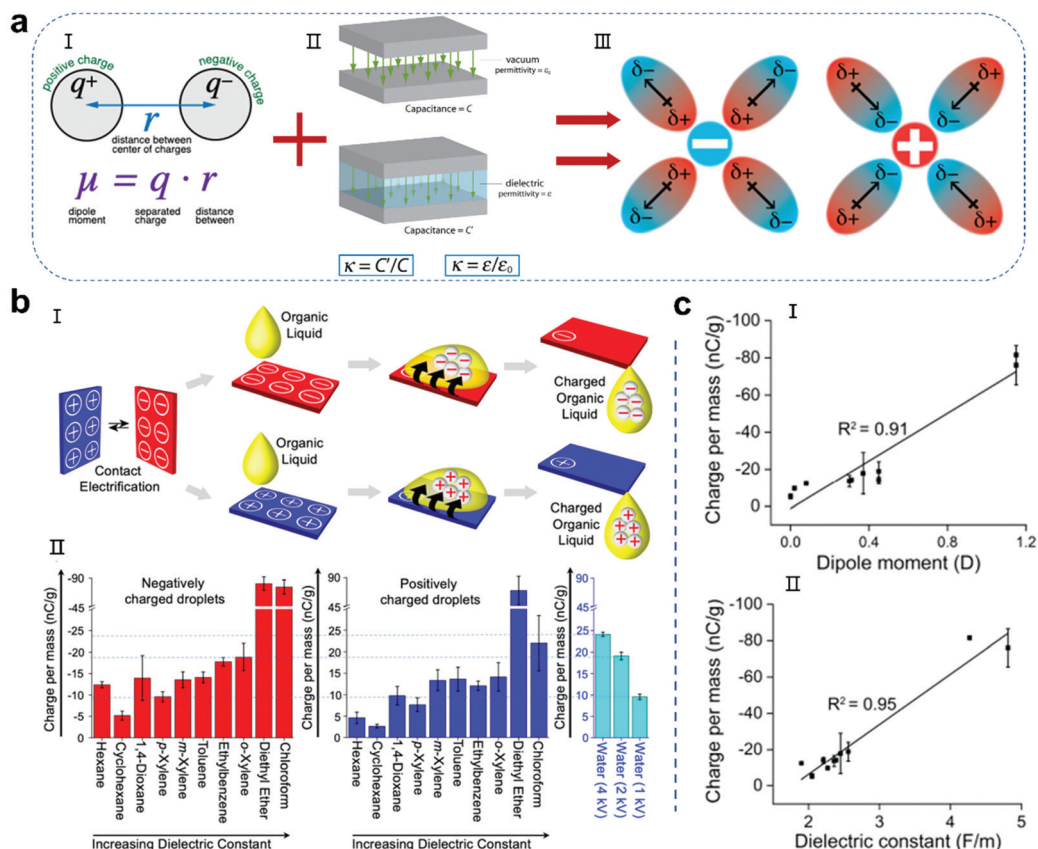 a
I
positive charge
negative charge
q+
q−
r
distance between
center of charges
μ = q · r
dipole
moment
separated
charge
distance
between
II
vacuum
permittivity = ε0
Capacitance = C
dielectric
permittivity = ε
Capacitance = C'
κ = C'/C
κ = ε/ε0
III
δ−
δ+
δ−
δ+
δ−
δ+
δ−
δ+
−
δ+
δ−
δ+
δ−
δ+
δ−
δ+
δ−
+
b
I
Contact
Electrification
Organic
Liquid
Charged
Organic
Liquid
Organic
Liquid
Charged
Organic
Liquid
II
Charge per mass (nC/g)
-90
-45
-25
-20
-15
-10
-5
0
Negatively
charged droplets
Hexane
Cyclohexane
1,4-Dioxane
p-Xylene
m-Xylene
Toluene
Ethylbenzene
o-Xylene
Diethyl Ether
Chloroform
Increasing Dielectric Constant
Charge per mass (nC/g)
90
45
25
20
15
10
5
0
Positively
charged droplets
Hexane
Cyclohexane
1,4-Dioxane
p-Xylene
m-Xylene
Toluene
Ethylbenzene
o-Xylene
Diethyl Ether
Chloroform
Increasing Dielectric Constant
Charge per mass (nC/g)
90
45
25
20
15
10
5
0
Water (4 kV)
Water (2 kV)
Water (1 kV)
c
I
Charge per mass (nC/g)
-100
-80
-60
-40
-20
0
R² = 0.91
0.0
0.4
0.8
1.2
Dipole moment (D)
II
Charge per mass (nC/g)
-100
-80
-60
-40
-20
0
R² = 0.95
2
3
4
5
Dielectric constant (F/m)